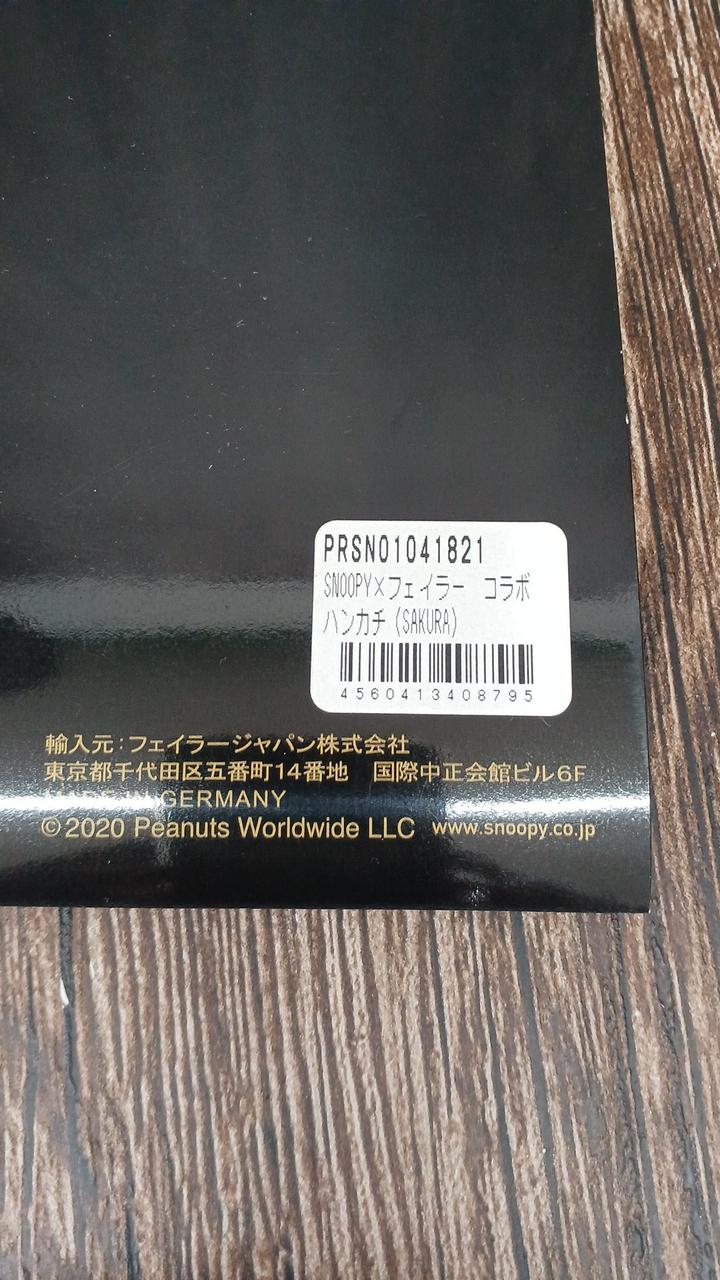 PRSN01041821
SNOOPY×フェイラー　コラボ
ハンカチ (SAKURA)
4560413408795
輸入元：フェイラージャパン株式会社
東京都千代田区五番町14番地　国際中正会館ビル6F
MADE IN GERMANY
©2020 Peanuts Worldwide LLC www.snoopy.co.jp